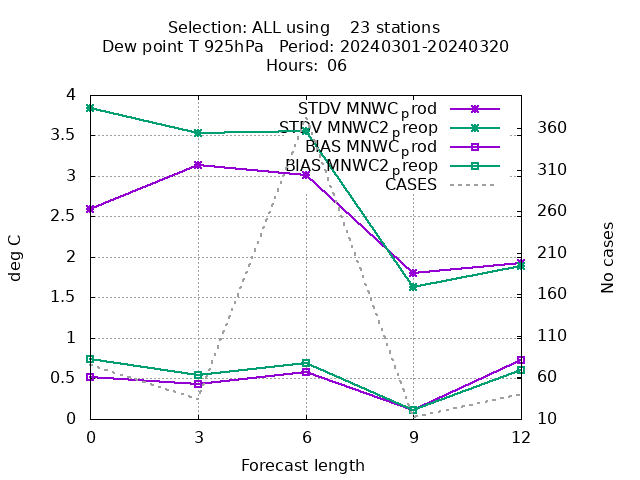 Selection: ALL using 23 stations
Dew point T 925hPa Period: 20240301-20240320
Hours: 06
STDV MNWC_prod
STDV MNWC2_preop
BIAS MNWC_prod
BIAS MNWC2_preop
CASES
4
3.5
3
2.5
2
1.5
1
0.5
0
deg C
360
310
260
210
160
110
60
10
No cases
0 3 6 9 12
Forecast length